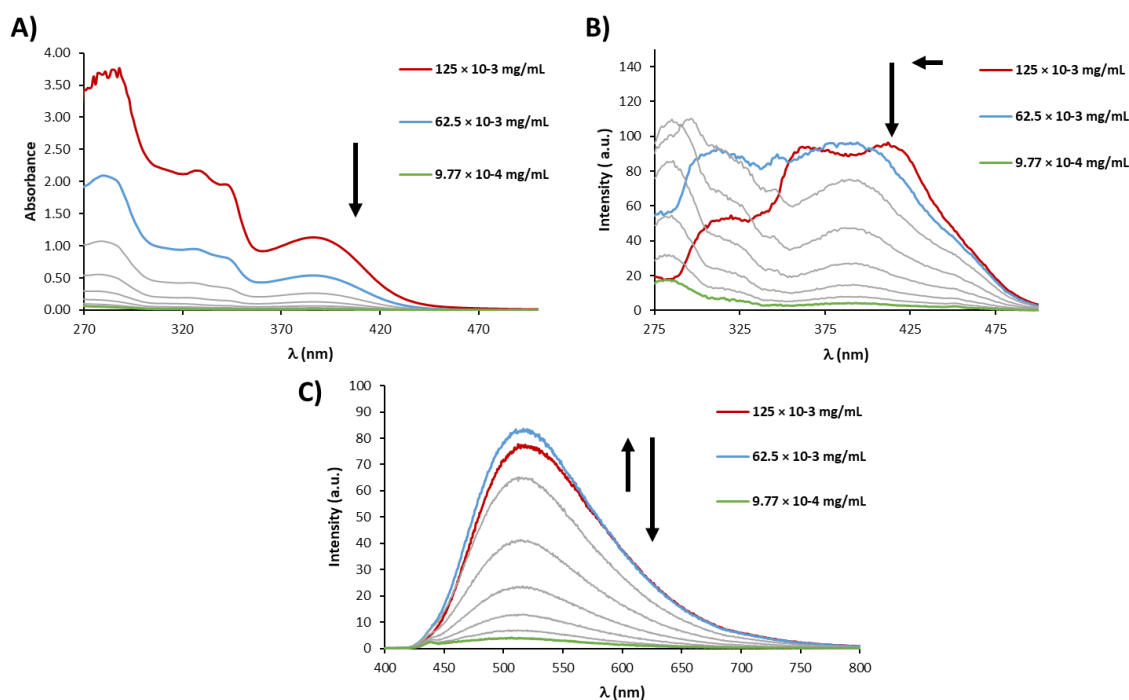 A)
4.00
3.50
3.00
2.50
2.00
1.50
1.00
0.50
0.00
Absorbance
270
320
370
420
470
λ (nm)
125 × 10-3 mg/mL
62.5 × 10-3 mg/mL
9.77 × 10-4 mg/mL
B)
140
120
100
80
60
40
20
0
Intensity ( a.u.)
275
325
375
425
475
λ (nm)
125 × 10-3 mg/mL
62.5 × 10-3 mg/mL
9.77 × 10-4 mg/mL
C)
100
90
80
70
60
50
40
30
20
10
0
Intensity (a.u.)
400
450
500
550
600
650
700
750
800
λ (nm)
125 × 10-3 mg/mL
62.5 × 10-3 mg/mL
9.77 × 10-4 mg/mL